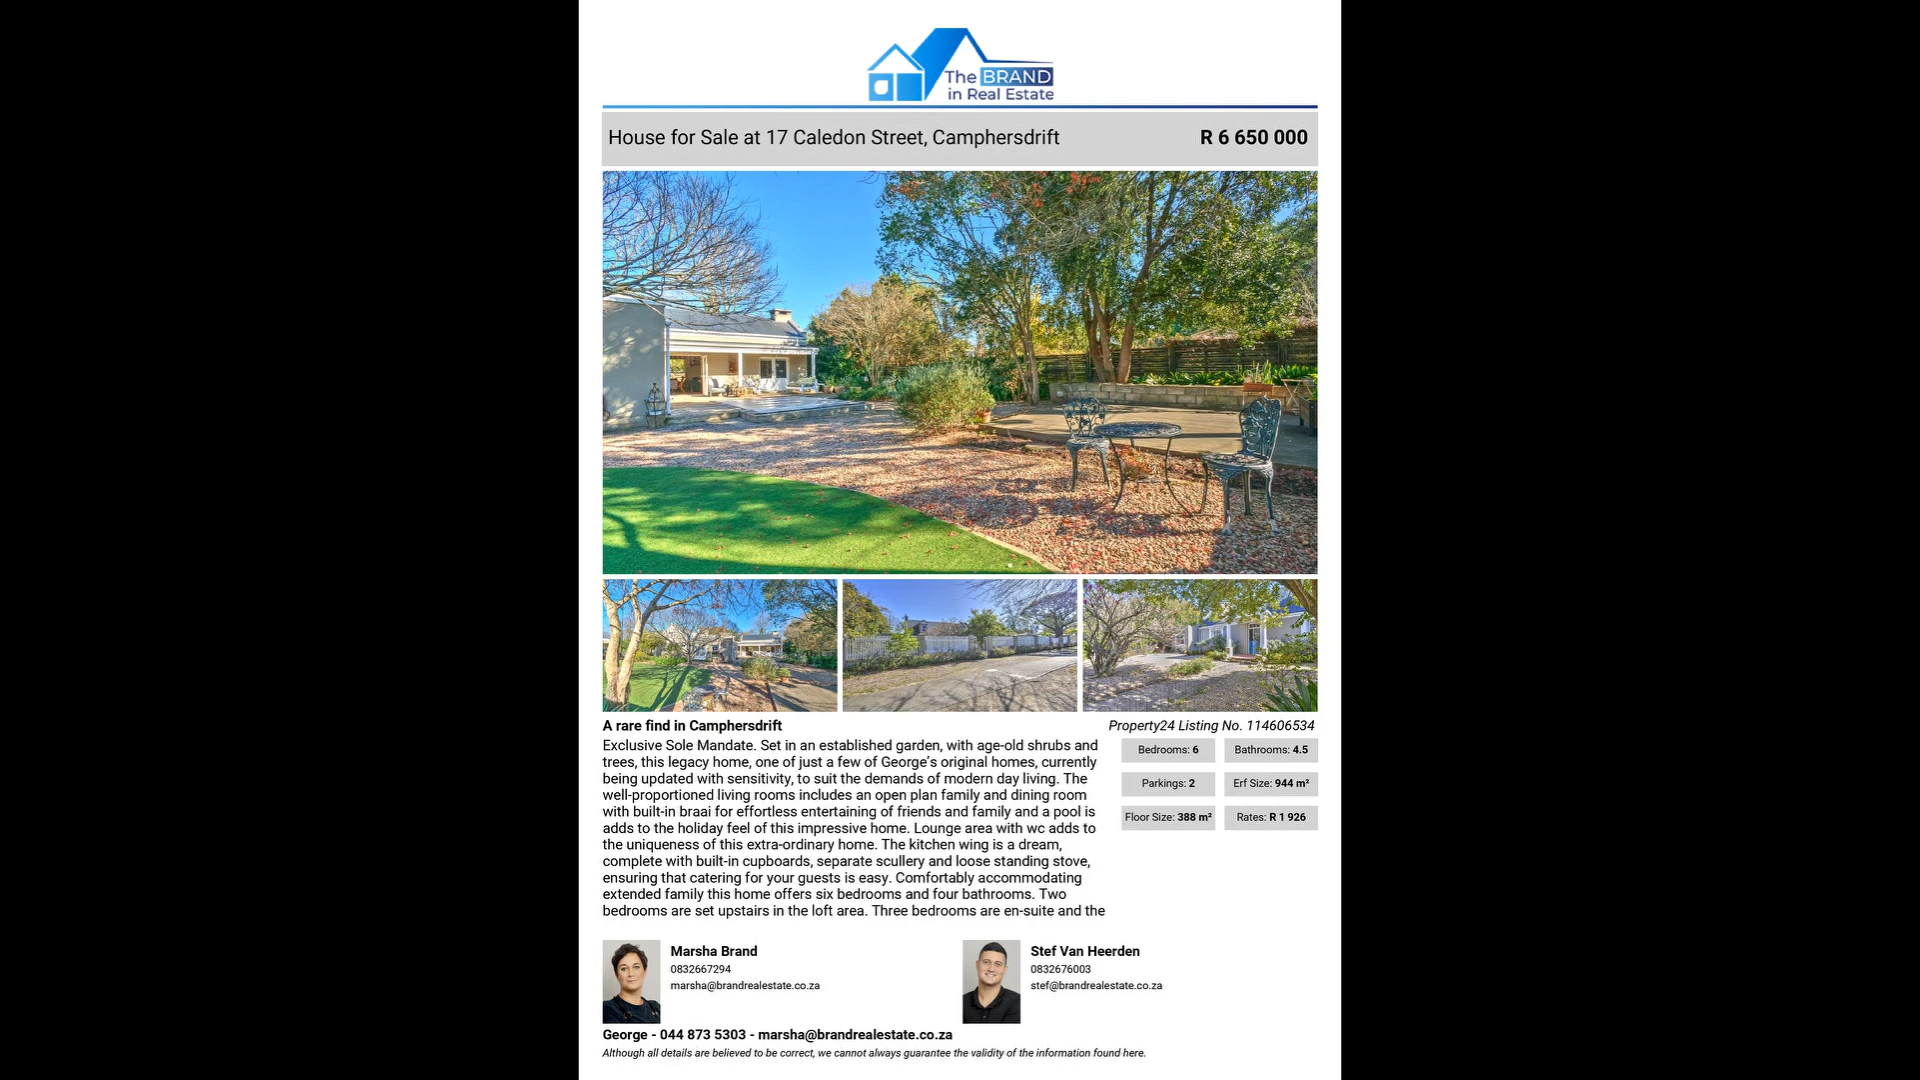 The BRAND
in Real Estate
House for Sale at 17 Caledon Street, Camphersdrift
R 6 650 000
A rare find in Camphersdrift
Exclusive Sole Mandate. Set in an established garden, with age-old shrubs and
trees, this legacy home, one of just a few of George's original homes, currently
being updated with sensitivity, to suit the demands of modern day living. The
well-proportioned living rooms includes an open plan family and dining room
with built-in braai for effortless entertaining of friends and family and a pool is
adds to the holiday feel of this impressive home. Lounge area with wc adds to
the uniqueness of this extra-ordinary home. The kitchen wing is a dream,
complete with built-in cupboards, separate scullery and loose standing stove,
ensuring that catering for your guests is easy. Comfortably accommodating
extended family this home offers six bedrooms and four bathrooms. Two
bedrooms are set upstairs in the loft area. Three bedrooms are en-suite and the
Property24 Listing No. 114606534
Bedrooms: 6
Bathrooms: 4.5
Parkings: 2
Erf Size: 944 m²
Floor Size: 388 m²
Rates: R 1 926
Marsha Brand
0832667294
marsha@brandrealestate.co.za
Stef Van Heerden
0832676003
stef@brandrealestate.co.za
George - 044 873 5303 - marsha@brandrealestate.co.za
Although all details are believed to be correct, we cannot always guarantee the validity of the information found here.